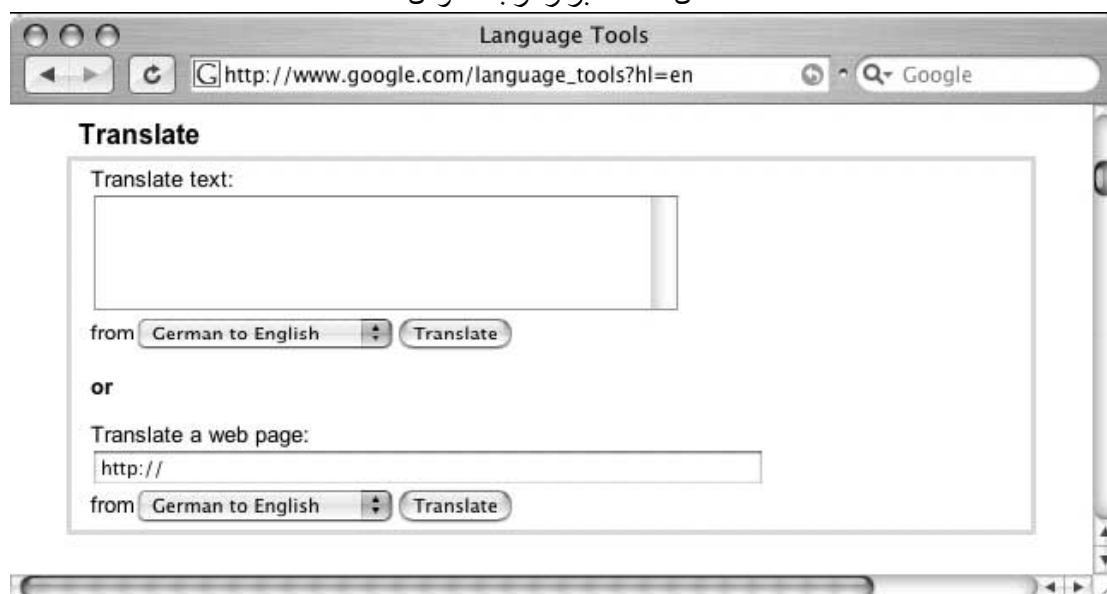 Language Tools
http://www.google.com/language_tools?hl=en Google
Translate
Translate text:
from German to English Translate
or
Translate a web page:
http://
from German to English Translate